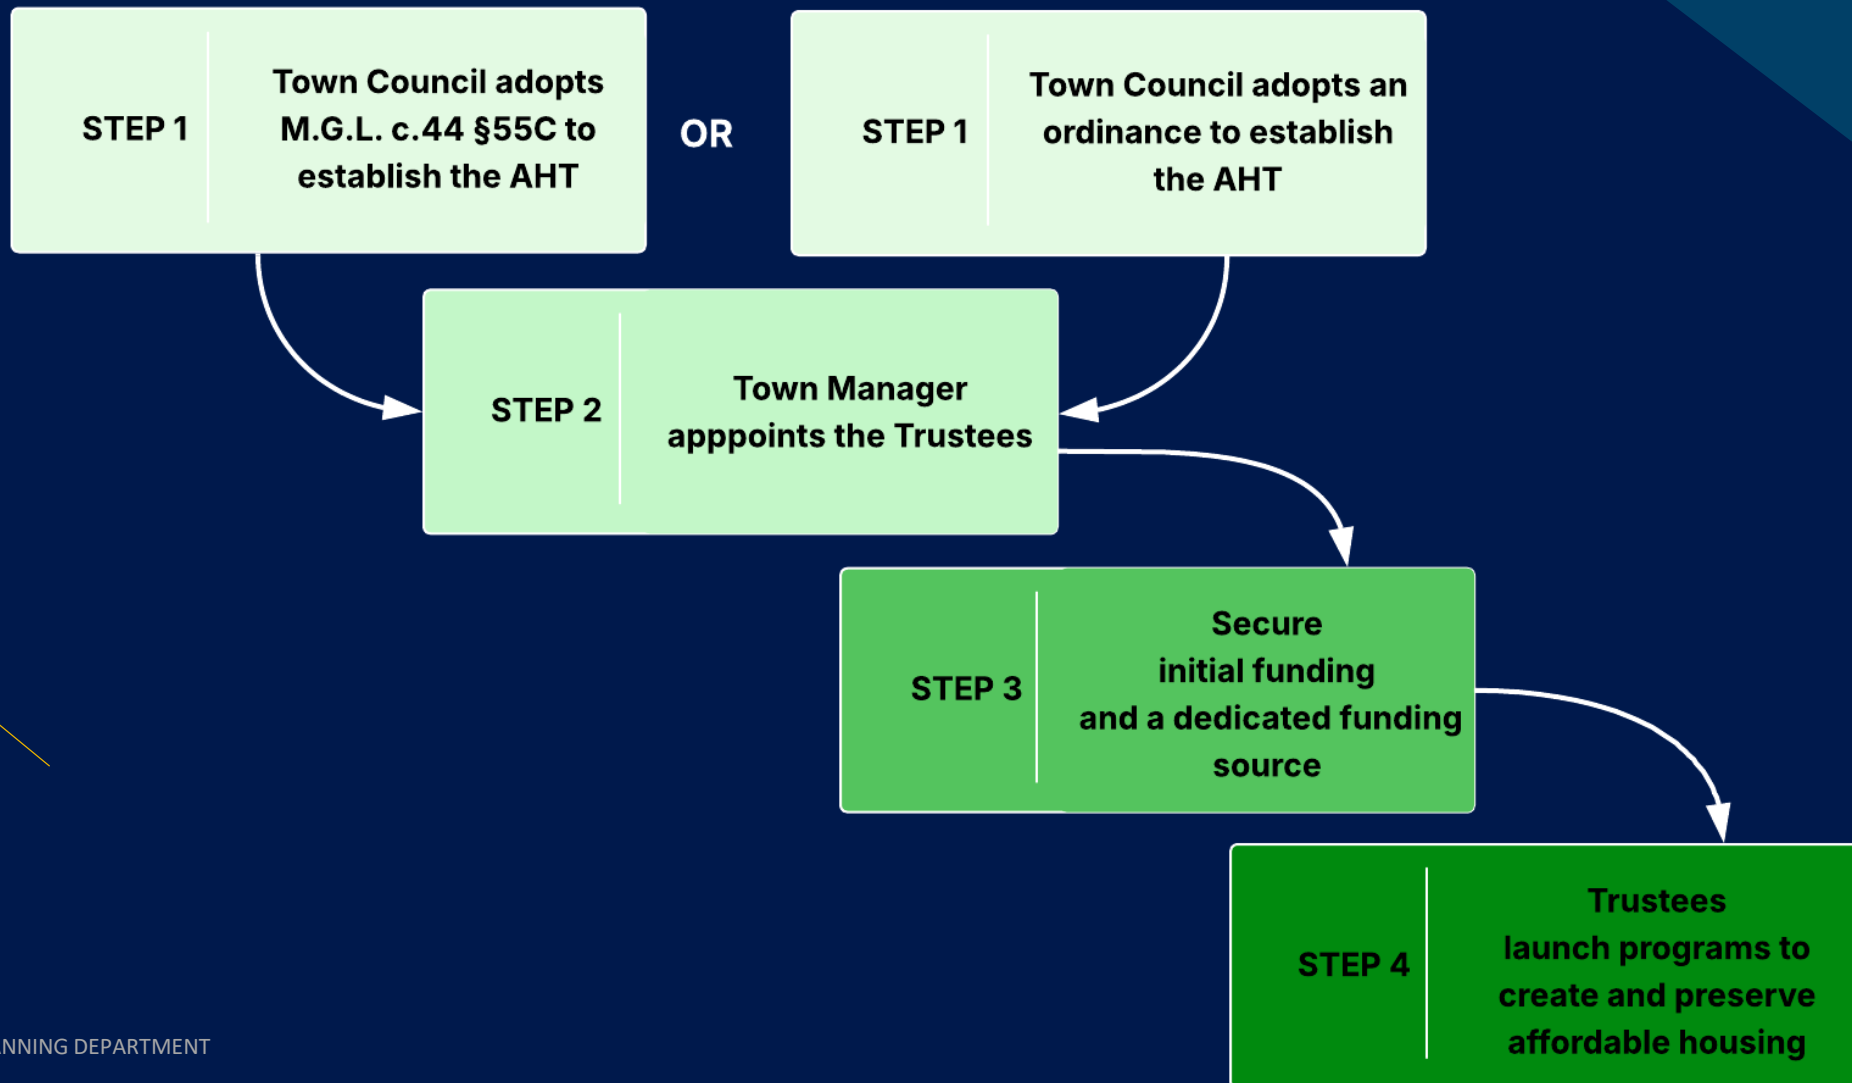 STEP 1
Town Council adopts
M.G.L. c.44 §55C to
establish the AHT
OR
STEP 1
Town Council adopts an
ordinance to establish
the AHT
STEP 2
Town Manager
apppoints the Trustees
STEP 3
Secure
initial funding
and a dedicated funding
source
STEP 4
Trustees
launch programs to
create and preserve
affordable housing
NNING DEPARTMENT